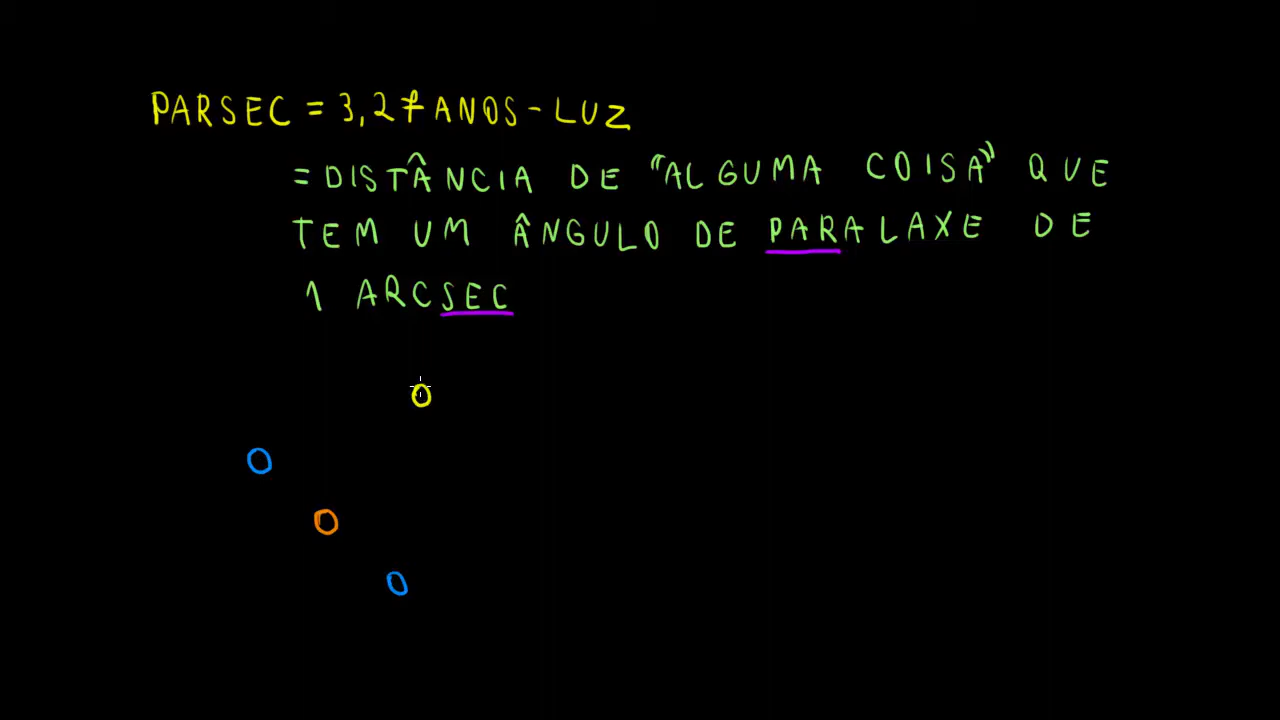 PARSEC = 3,27 ANOS-LUZ
= DISTÂNCIA DE "ALGUMA COISA" QUE
TEM UM ÂNGULO DE PARALAXE DE
1 ARCSEC